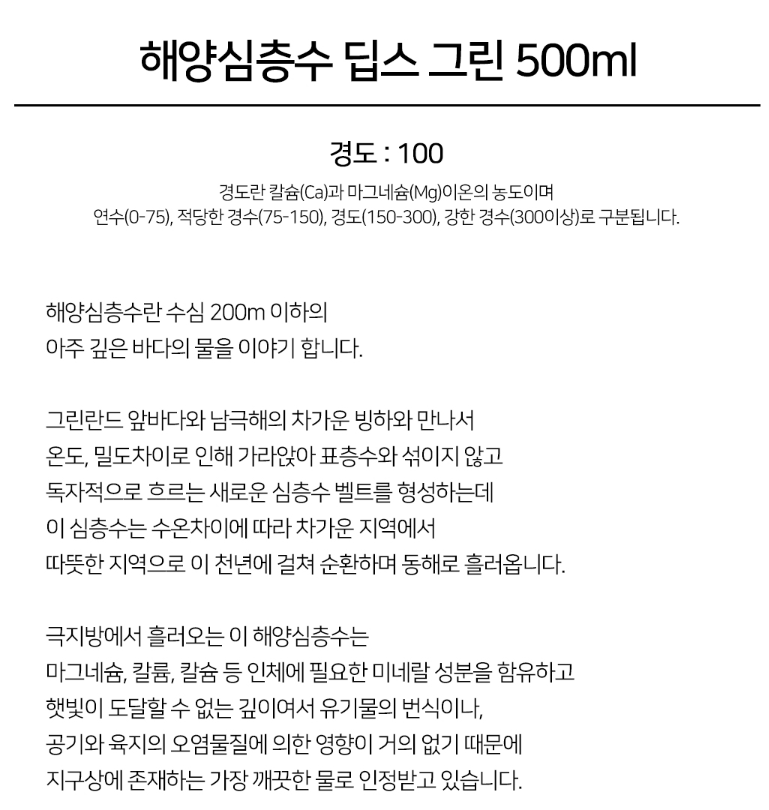 해양심층수 딥스 그린 500ml
경도 : 100
경도란 칼슘(Ca)과 마그네슘(Mg)이온의 농도이며
연수(0-75), 적당한 경수(75-150), 경도(150-300), 강한 경수(300이상)로 구분됩니다.
해양심층수란 수심 200m 이하의
아주 깊은 바다의 물을 이야기 합니다.
그린란드 앞바다와 남극해의 차가운 빙하와 만나서
온도, 밀도차이로 인해 가라앉아 표층수와 섞이지 않고
독자적으로 흐르는 새로운 심층수 벨트를 형성하는데
이 심층수는 수온차이에 따라 차가운 지역에서
따뜻한 지역으로 이 천년에 걸쳐 순환하며 동해로 흘러옵니다.
극지방에서 흘러오는 이 해양심층수는
마그네슘, 칼륨, 칼슘 등 인체에 필요한 미네랄 성분을 함유하고
햇빛이 도달할 수 없는 깊이여서 유기물의 번식이나,
공기와 육지의 오염물질에 의한 영향이 거의 없기 때문에
지구상에 존재하는 가장 깨끗한 물로 인정받고 있습니다.